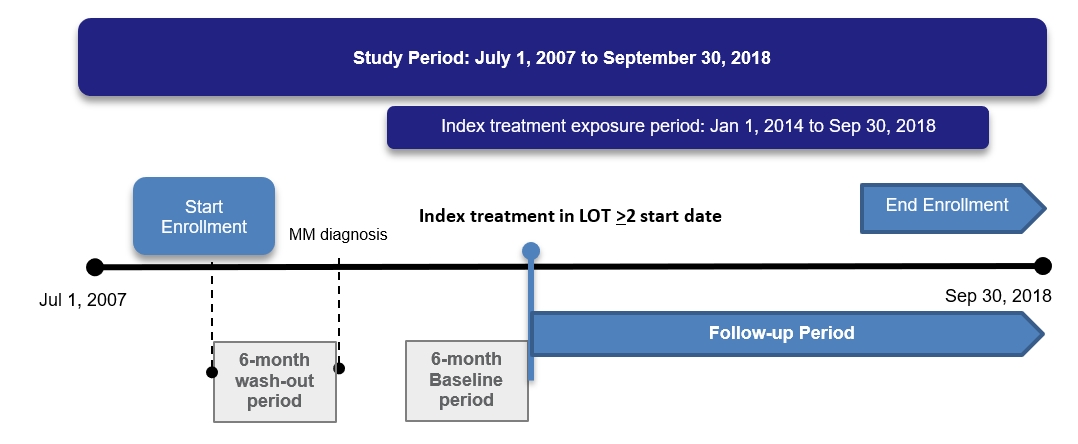 Study Period: July 1, 2007 to September 30, 2018
Index treatment exposure period: Jan 1, 2014 to Sep 30, 2018
Start
Enrollment
MM diagnosis
Index treatment in LOT >2 start date
End Enrollment
Jul 1, 2007
Sep 30, 2018
Follow-up Period
6-month
wash-out
period
6-month
Baseline
period